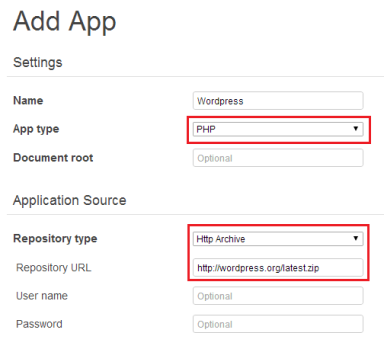 Add App
Settings
Name Wordpress
App type PHP
Document root Optional
Application Source
Repository type Http Archive
Repository URL http://wordpress.org/latest.zip
User name Optional
Password Optional